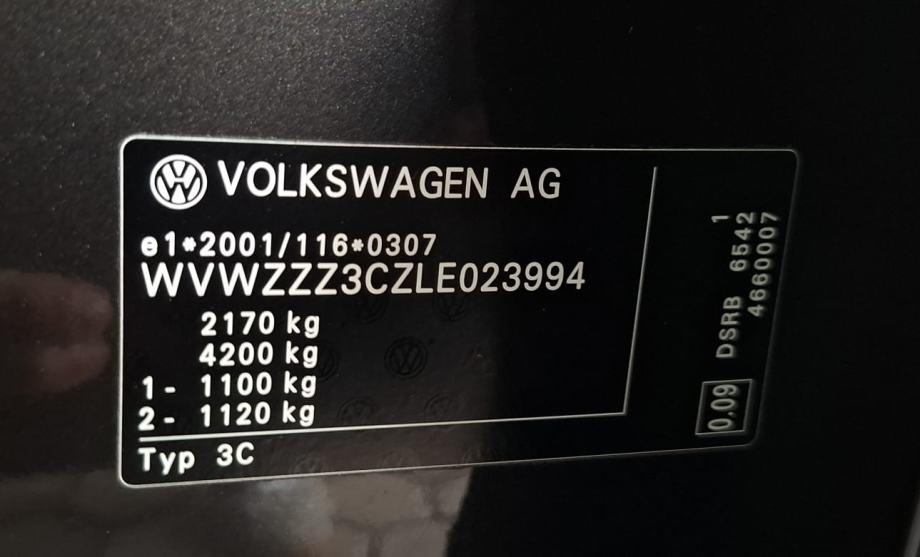 VOLKSWAGEN AG
e1*2001/116*0307
WVWZZZ3CZLE023994
2170 kg
4200 kg
1- 1100 kg
2- 1120 kg
Typ 3C
1
DSRB 6542
4660007
0.09